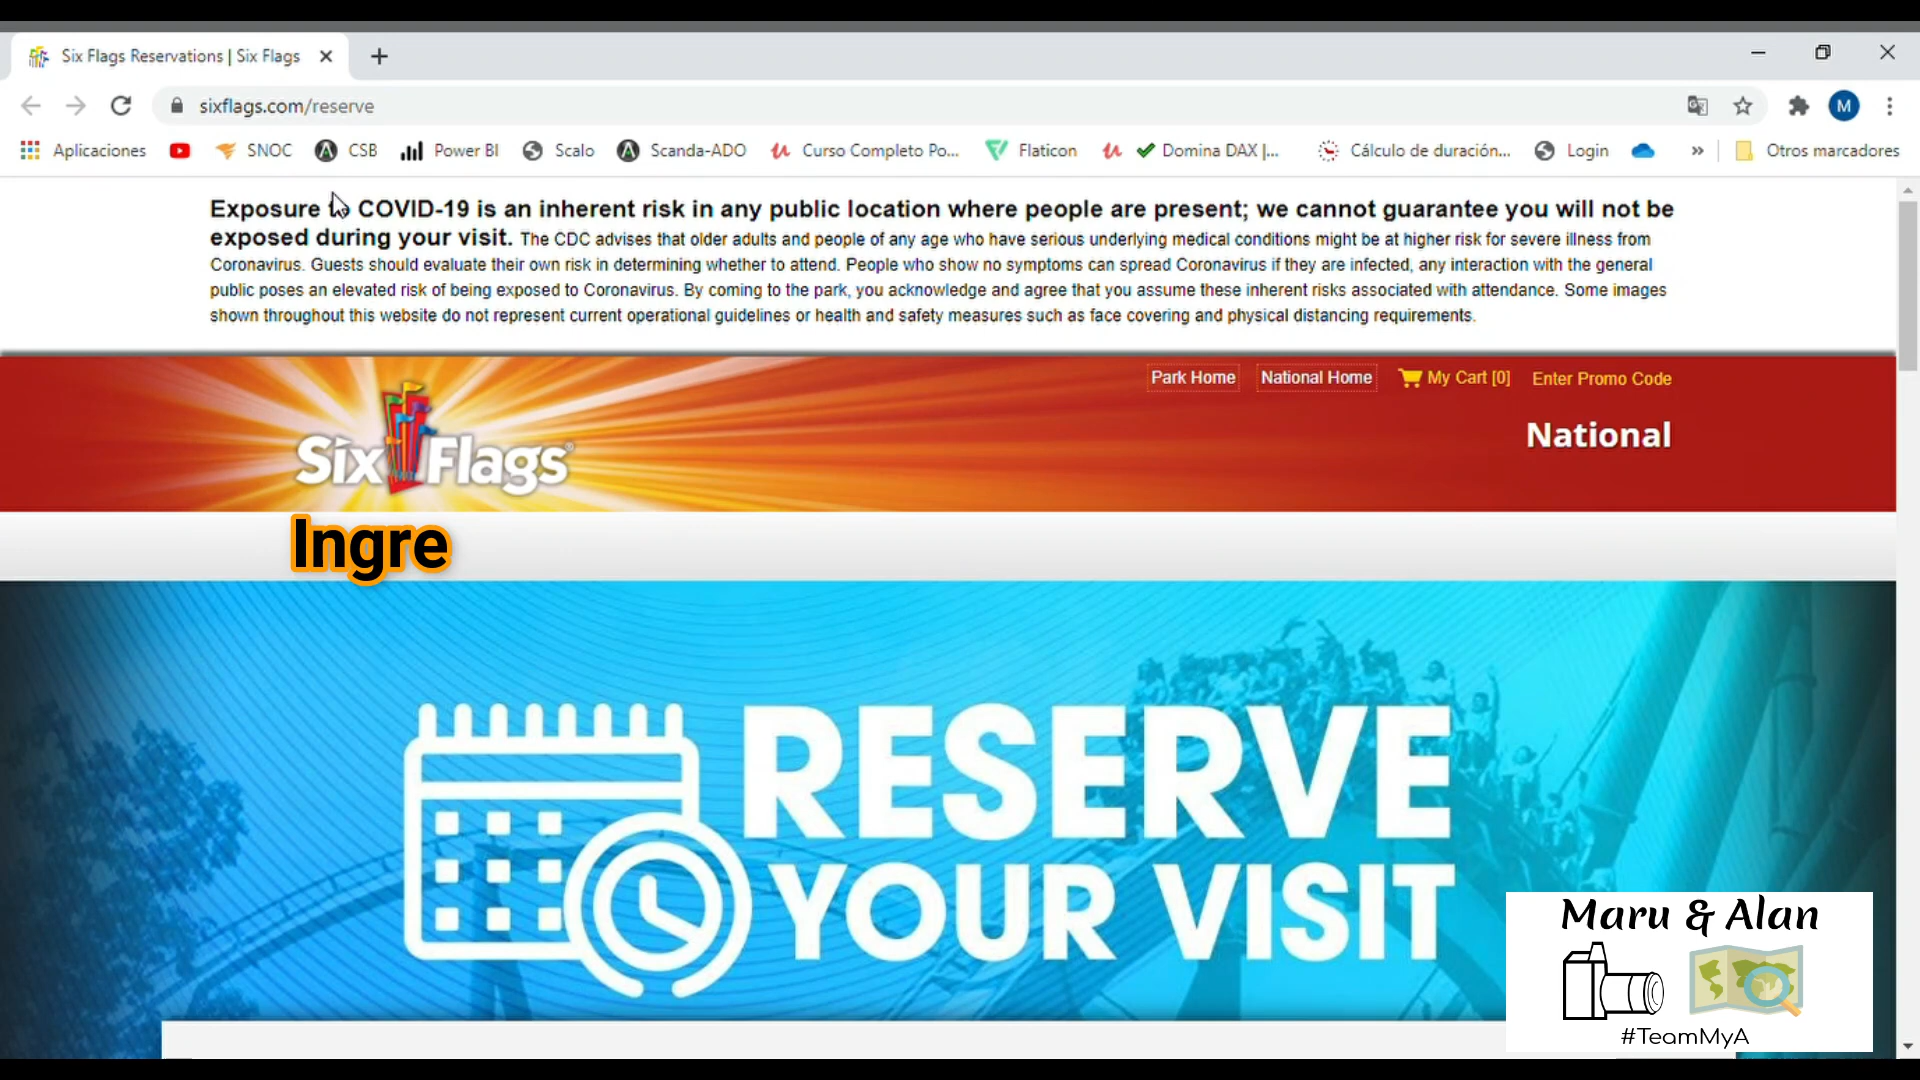 Six Flags Reservations | Six Flags
sixflags.com/reserve
M
Aplicaciones SNOC CSB Power BI Scalo Scanda-ADO Curso Completo Po... Flaticon Domina DAX |... Cálculo de duración... Login » Otros marcadores
Exposure to COVID-19 is an inherent risk in any public location where people are present; we cannot guarantee you will not be
exposed during your visit. The CDC advises that older adults and people of any age who have serious underlying medical conditions might be at higher risk for severe illness from
Coronavirus. Guests should evaluate their own risk in determining whether to attend. People who show no symptoms can spread Coronavirus if they are infected, any interaction with the general
public poses an elevated risk of being exposed to Coronavirus. By coming to the park, you acknowledge and agree that you assume these inherent risks associated with attendance. Some images
shown throughout this website do not represent current operational guidelines or health and safety measures such as face covering and physical distancing requirements.
Park Home National Home My Cart [0] Enter Promo Code
National
Six Flags®
Ingre
RESERVE
YOUR VISIT
Maru & Alan
#TeamMyA